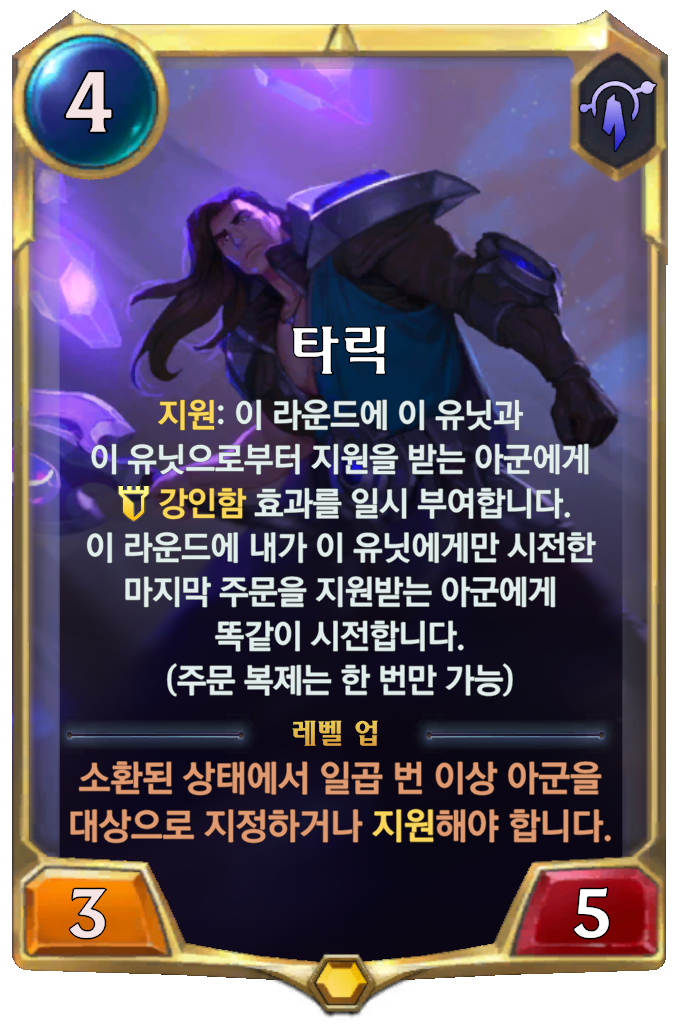 4
타릭
지원: 이 라운드에 이 유닛과
이 유닛으로부터 지원을 받는 아군에게
강인함 효과를 일시 부여합니다.
이 라운드에 내가 이 유닛에게만 시전한
마지막 주문을 지원받는 아군에게
똑같이 시전합니다.
(주문 복제는 한 번만 가능)
레벨 업
소환된 상태에서 일곱 번 이상 아군을
대상으로 지정하거나 지원해야 합니다.
3
5